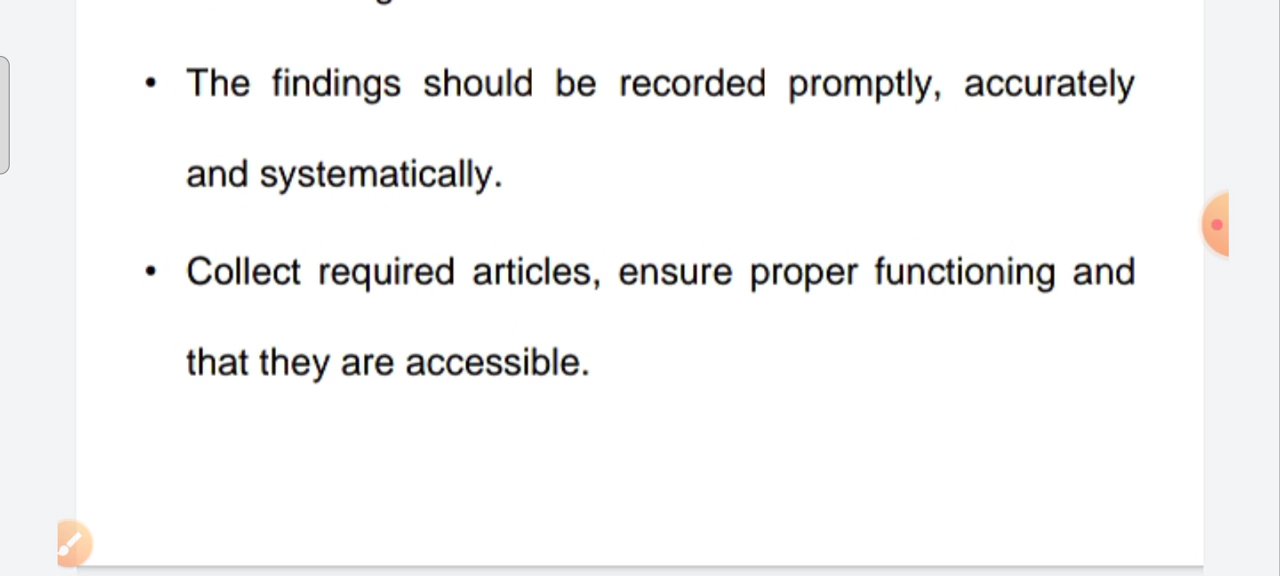 • The findings should be recorded promptly, accurately
and systematically.
• Collect required articles, ensure proper functioning and
that they are accessible.